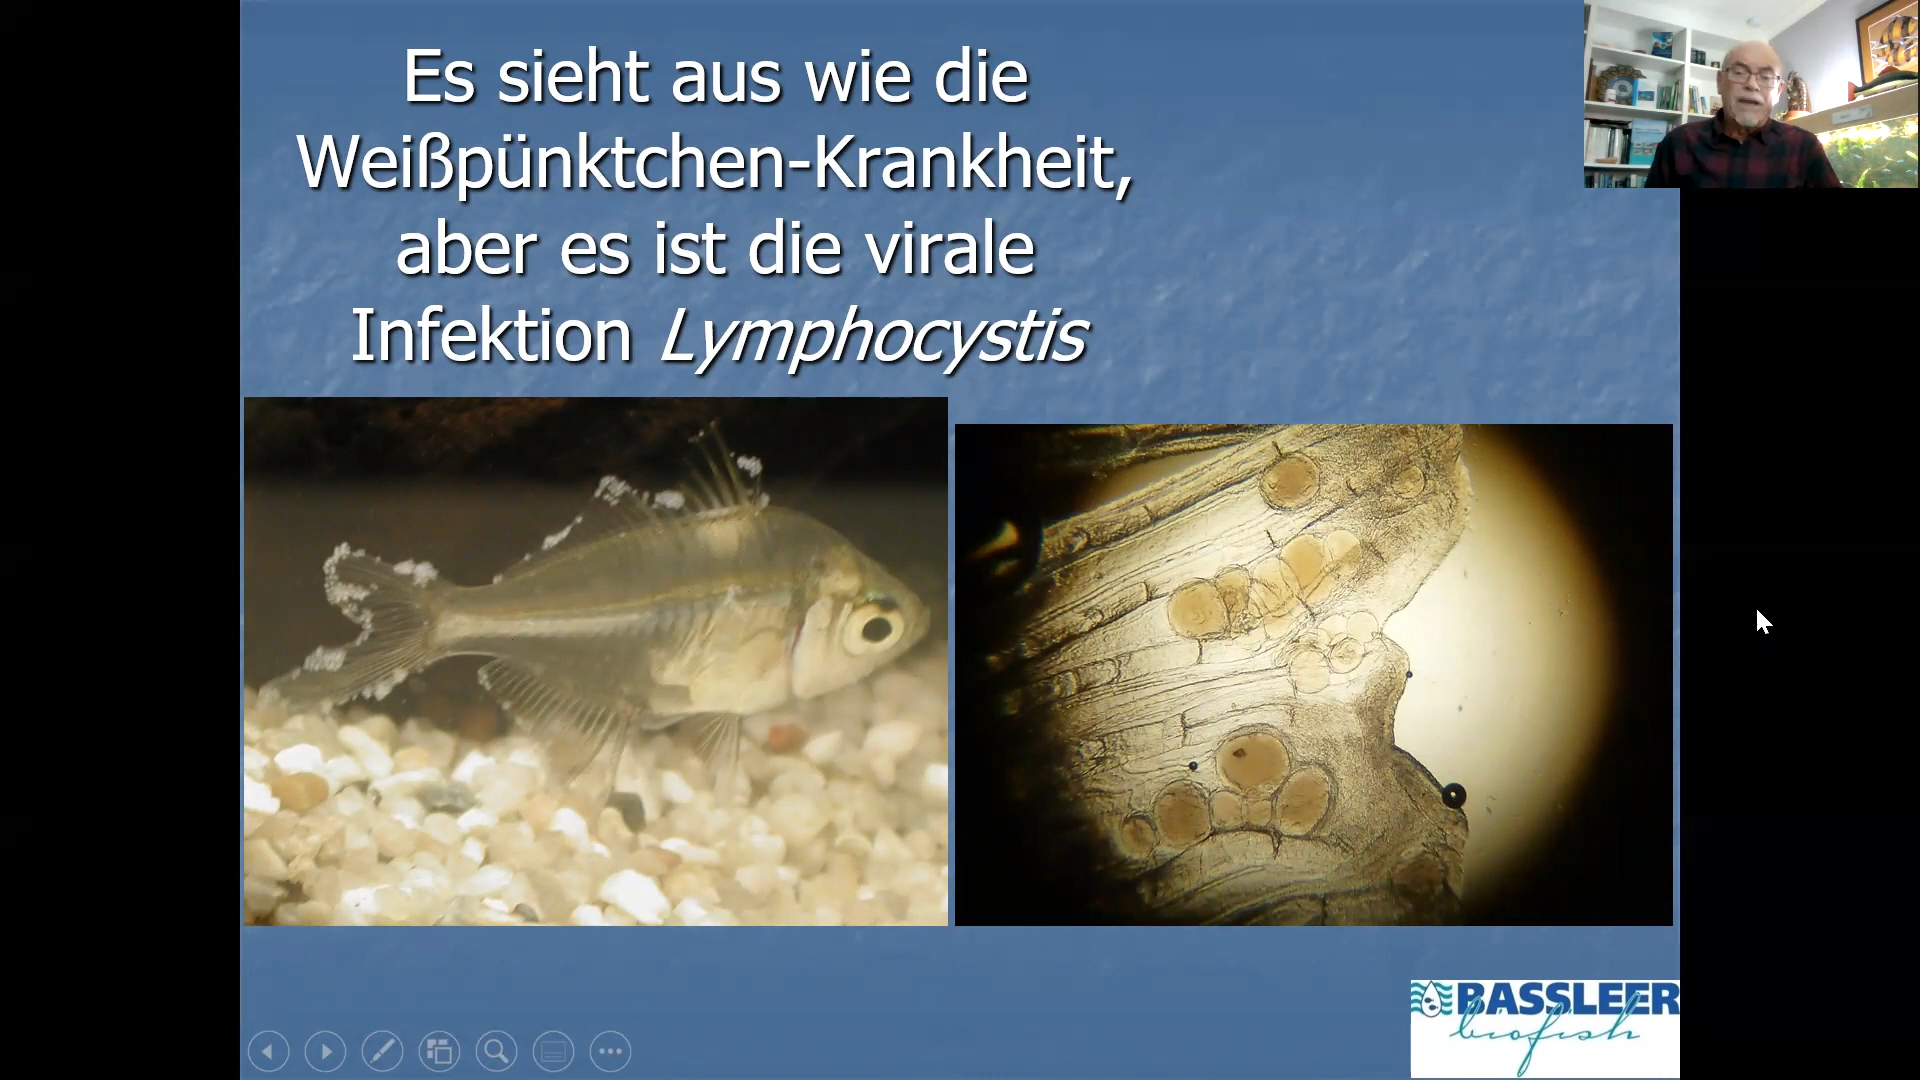 Es sieht aus wie die
Weißpünktchen-Krankheit,
aber es ist die virale
Infektion Lymphocystis
BASSLEER
biofish